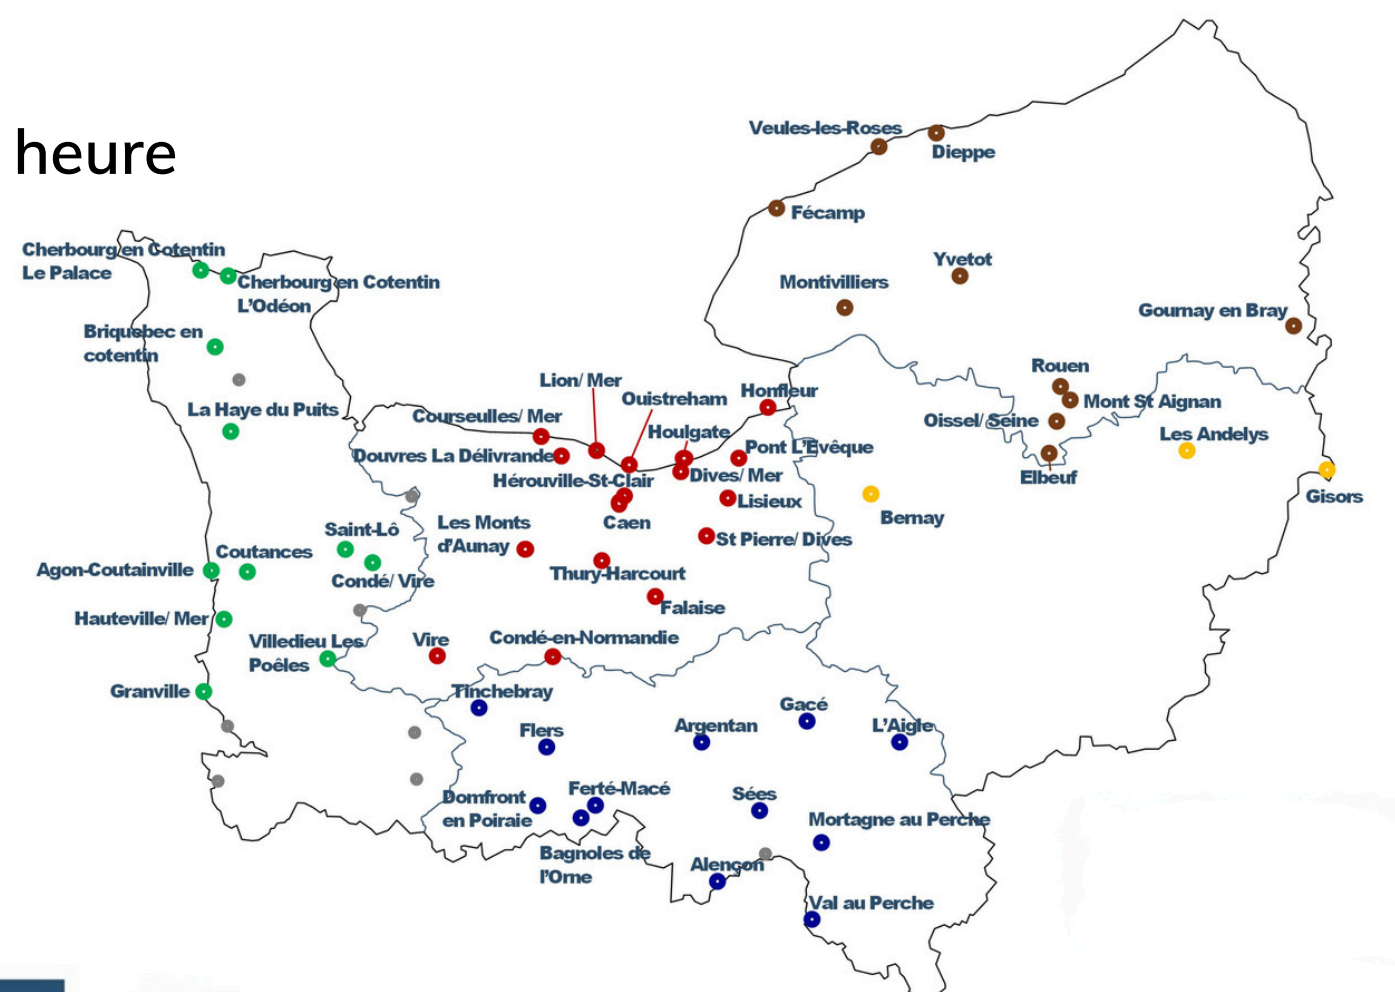 heure
Veules-les-Roses
Dieppe
Fécamp
Cherbourg en Cotentin
Le Palace
Cherbourg en Cotentin
L'Odéon
Yvetot
Montivilliers
Gournay en Bray
Briquebec en
cotentin
Rouen
Lion/ Mer
Ouistreham
Honfleur
La Haye du Puits
Courseulles/ Mer
Mont St Aignan
Oissel/ Seine
Houlgate
Les Andelys
Douvres La Délivrande
Pont L'Evêque
Dives/ Mer
Elbeuf
Hérouville-St-Clair
Lisieux
Gisors
Caen
Bernay
Les Monts
d'Aunay
Saint-Lô
St Pierre/ Dives
Coutances
Agon-Coutainville
Condé/ Vire
Thury-Harcourt
Falaise
Hauteville/ Mer
Villedieu Les
Poêles
Vire
Condé-en-Normandie
Granville
Tinchebray
Gacé
Flers
Argentan
L'Aigle
Domfront
en Poiraie
Ferté-Macé
Sées
Mortagne au Perche
Bagnoles de
l'Orne
Alençon
Val au Perche